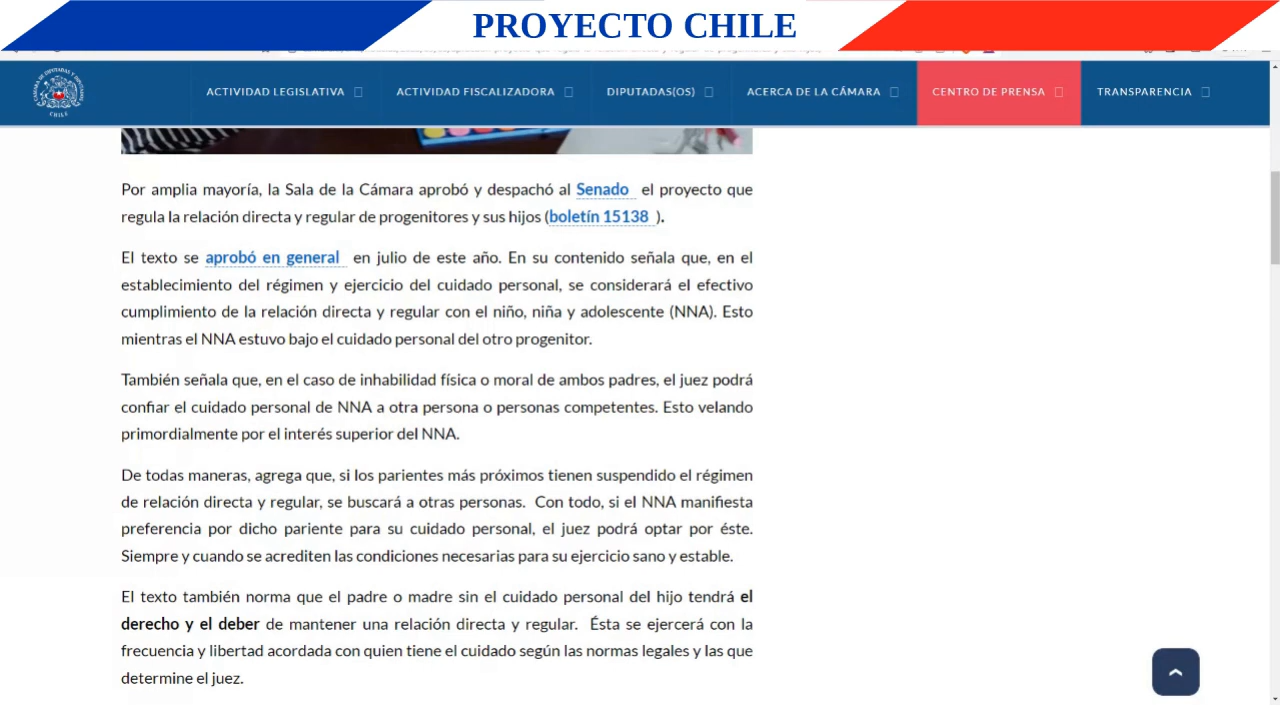 PROYECTO CHILE
CÁMARA DE DIPUTADAS Y DIPUTADOS
CHILE
ACTIVIDAD LEGISLATIVA
ACTIVIDAD FISCALIZADORA
DIPUTADAS(OS)
ACERCA DE LA CÁMARA
CENTRO DE PRENSA
TRANSPARENCIA
Por amplia mayoría, la Sala de la Cámara aprobó y despachó al Senado el proyecto que
regula la relación directa y regular de progenitores y sus hijos (boletín 15138 ).
El texto se aprobó en general en julio de este año. En su contenido señala que, en el
establecimiento del régimen y ejercicio del cuidado personal, se considerará el efectivo
cumplimiento de la relación directa y regular con el niño, niña y adolescente (NNA). Esto
mientras el NNA estuvo bajo el cuidado personal del otro progenitor.
También señala que, en el caso de inhabilidad física o moral de ambos padres, el juez podrá
confiar el cuidado personal de NNA a otra persona o personas competentes. Esto velando
primordialmente por el interés superior del NNA.
De todas maneras, agrega que, si los parientes más próximos tienen suspendido el régimen
de relación directa y regular, se buscará a otras personas. Con todo, si el NNA manifiesta
preferencia por dicho pariente para su cuidado personal, el juez podrá optar por éste.
Siempre y cuando se acrediten las condiciones necesarias para su ejercicio sano y estable.
El texto también norma que el padre o madre sin el cuidado personal del hijo tendrá el
derecho y el deber de mantener una relación directa y regular. Ésta se ejercerá con la
frecuencia y libertad acordada con quien tiene el cuidado según las normas legales y las que
determine el juez.